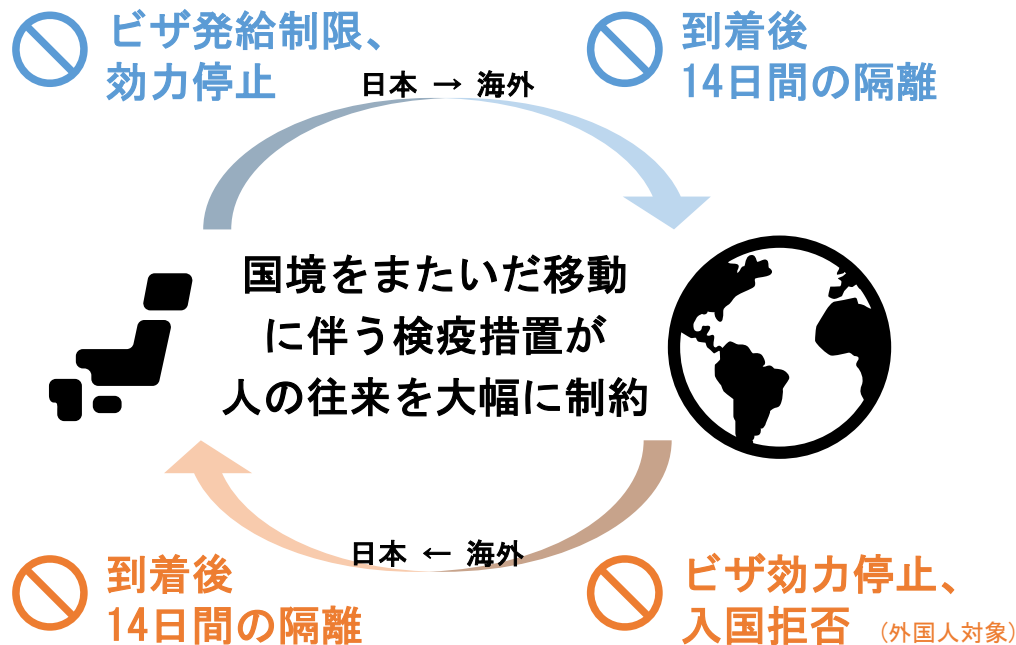 ビザ発給制限、
効力停止
到着後
14日間の隔離
日本 → 海外
国境をまたいだ移動
に伴う検疫措置が
人の往来を大幅に制約
日本 ← 海外
到着後
14日間の隔離
ビザ効力停止、
入国拒否 (外国人対象)